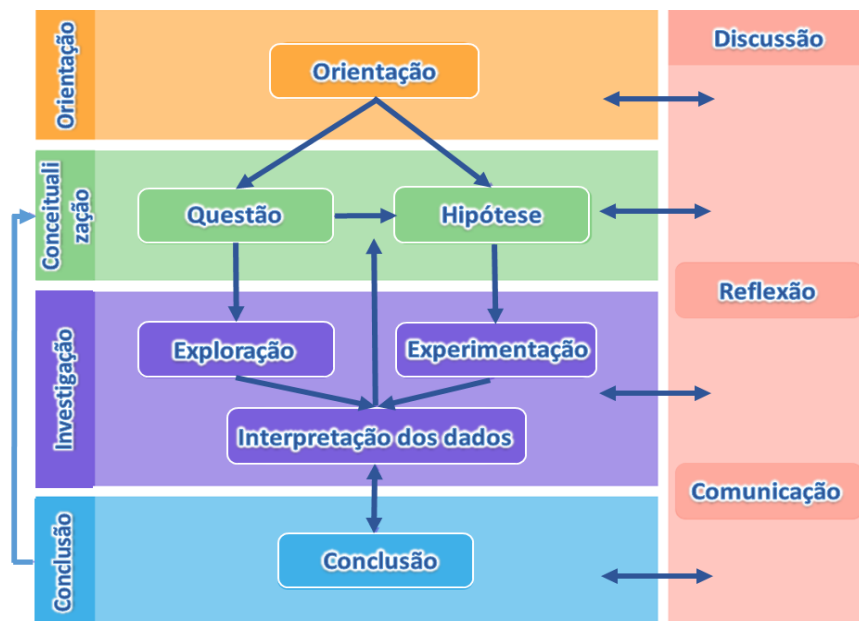 Orientação
Orientação
Conceituali
zação
Questão
Hipótese
Investigação
Exploração
Experimentação
Interpretação dos dados
Conclusão
Conclusão
Discussão
Reflexão
Comunicação